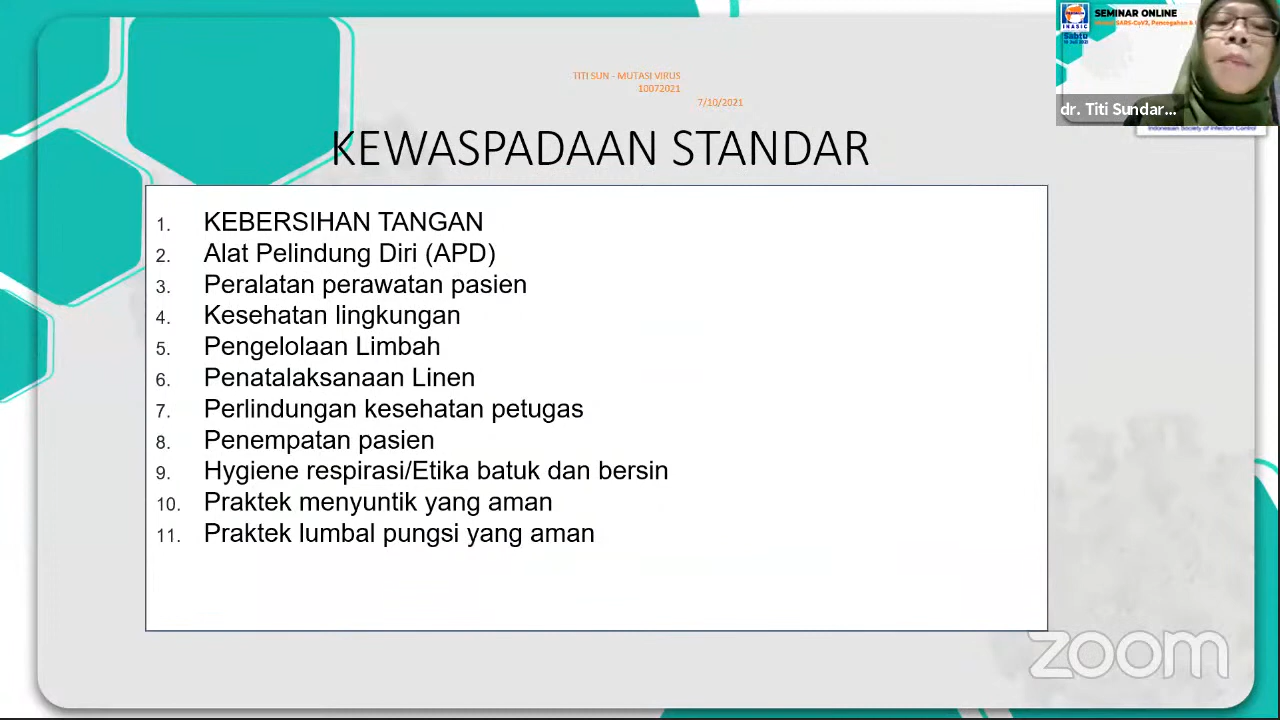 SEMINAR ONLINE
INASIC
Sabtu
TITI SUN - MUTASI VIRUS
10072021
7/10/2021
dr. Titi Sundar...
Indonesian Society of Infection Control
KEWASPADAAN STANDAR
1. KEBERSIHAN TANGAN
2. Alat Pelindung Diri (APD)
3. Peralatan perawatan pasien
4. Kesehatan lingkungan
5. Pengelolaan Limbah
6. Penatalaksanaan Linen
7. Perlindungan kesehatan petugas
8. Penempatan pasien
9. Hygiene respirasi/Etika batuk dan bersin
10. Praktek menyuntik yang aman
11. Praktek lumbal pungsi yang aman
zoom